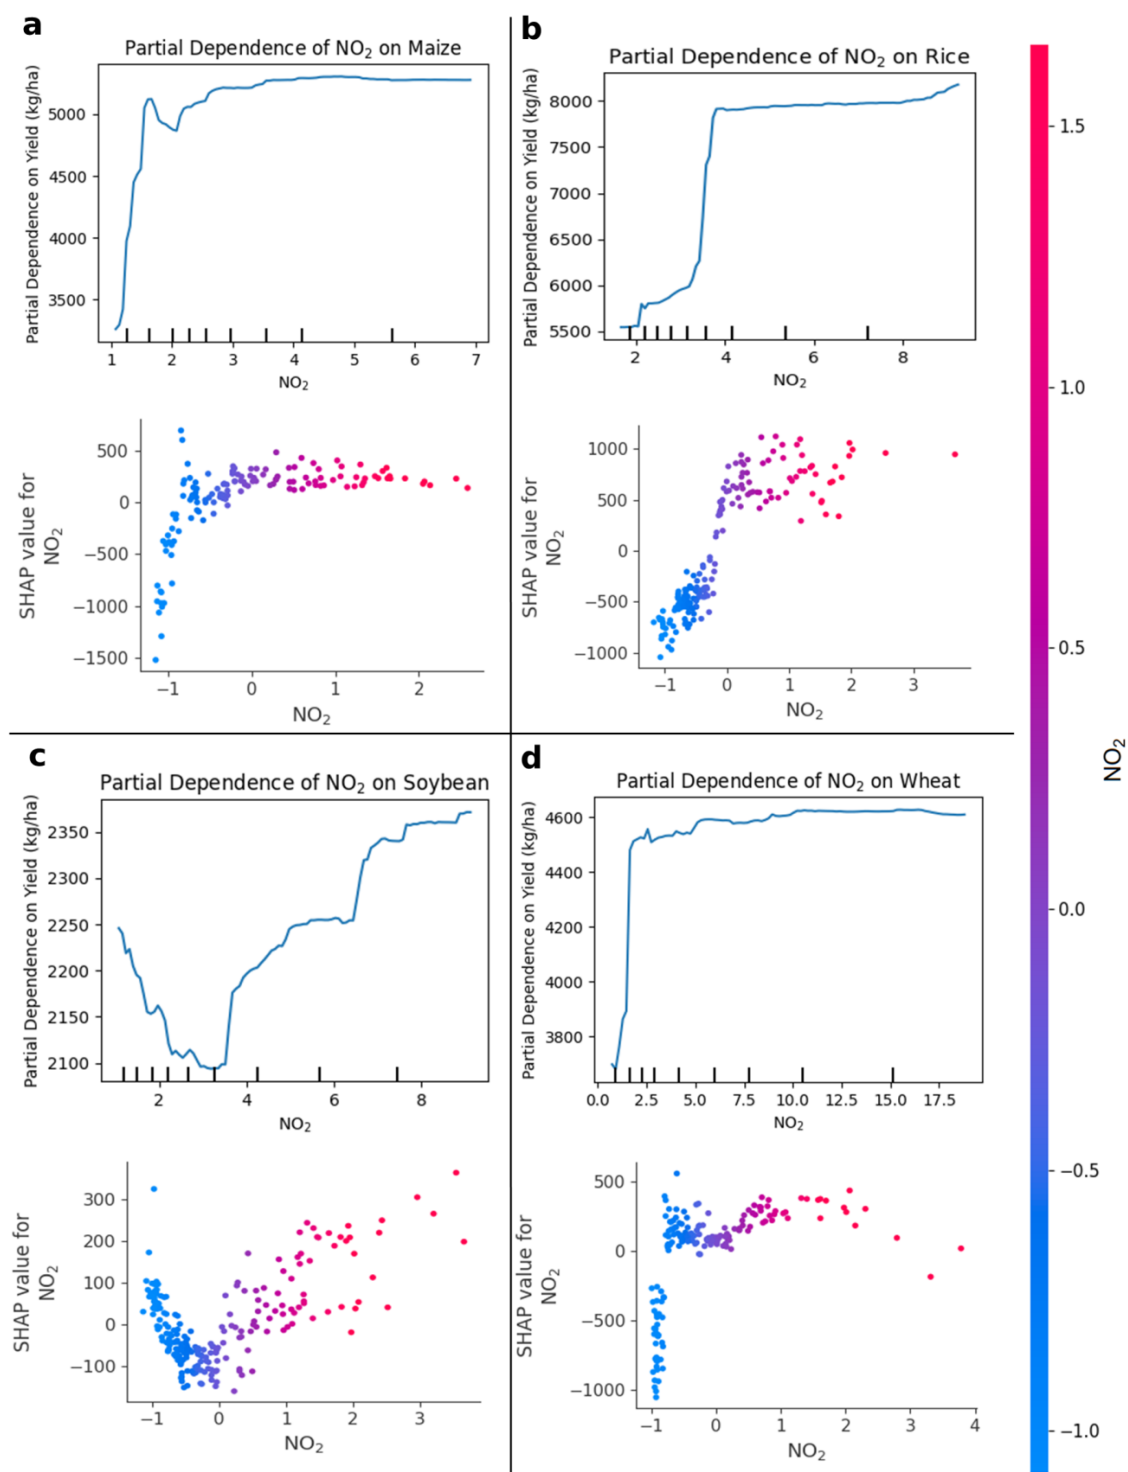 a
Partial Dependence of NO₂ on Maize
Partial Dependence on Yield (kg/ha)
5000
4500
4000
3500
1 2 3 4 5 6 7
NO₂
SHAP value for
NO₂
500
0
−500
−1000
−1500
−1 0 1 2
NO₂
b
Partial Dependence of NO₂ on Rice
Partial Dependence on Yield (kg/ha)
8000
7500
7000
6500
6000
5500
2 4 6 8
NO₂
SHAP value for
NO₂
1000
500
0
−500
−1000
−1 0 1 2 3
NO₂
c
Partial Dependence of NO₂ on Soybean
Partial Dependence on Yield (kg/ha)
2350
2300
2250
2200
2150
2100
2 4 6 8
NO₂
SHAP value for
NO₂
300
200
100
0
−100
−1 0 1 2 3
NO₂
d
Partial Dependence of NO₂ on Wheat
Partial Dependence on Yield (kg/ha)
4600
4400
4200
4000
3800
0.0 2.5 5.0 7.5 10.0 12.5 15.0 17.5
NO₂
SHAP value for
NO₂
500
0
−500
−1000
−1 0 1 2 3 4
NO₂
1.5
1.0
0.5
0.0
−0.5
−1.0
NO₂